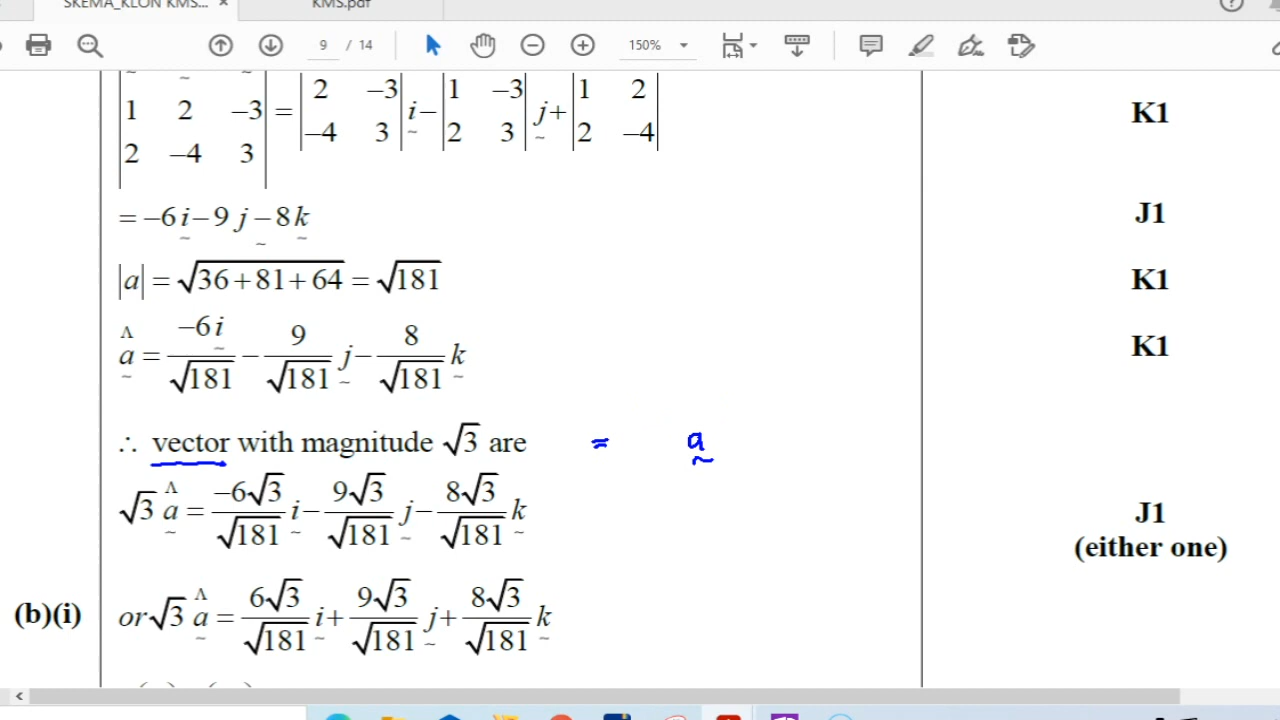 SKEMA_KLON KMS... × KMS.pdf
9 / 14 150%
|1 2 −3| = |2 −3| i − |1 −3| j + |1 2|
|2 −4 3| |−4 3| |2 3| |2 −4|
K1
= −6i − 9j − 8k J1
|a| = √36+81+64 = √181 K1
â = −6i/√181 − 9/√181 j − 8/√181 k K1
∴ vector with magnitude √3 are = a
√3 â = −6√3/√181 i − 9√3/√181 j − 8√3/√181 k J1
(either one)
(b)(i) or √3 â = 6√3/√181 i + 9√3/√181 j + 8√3/√181 k